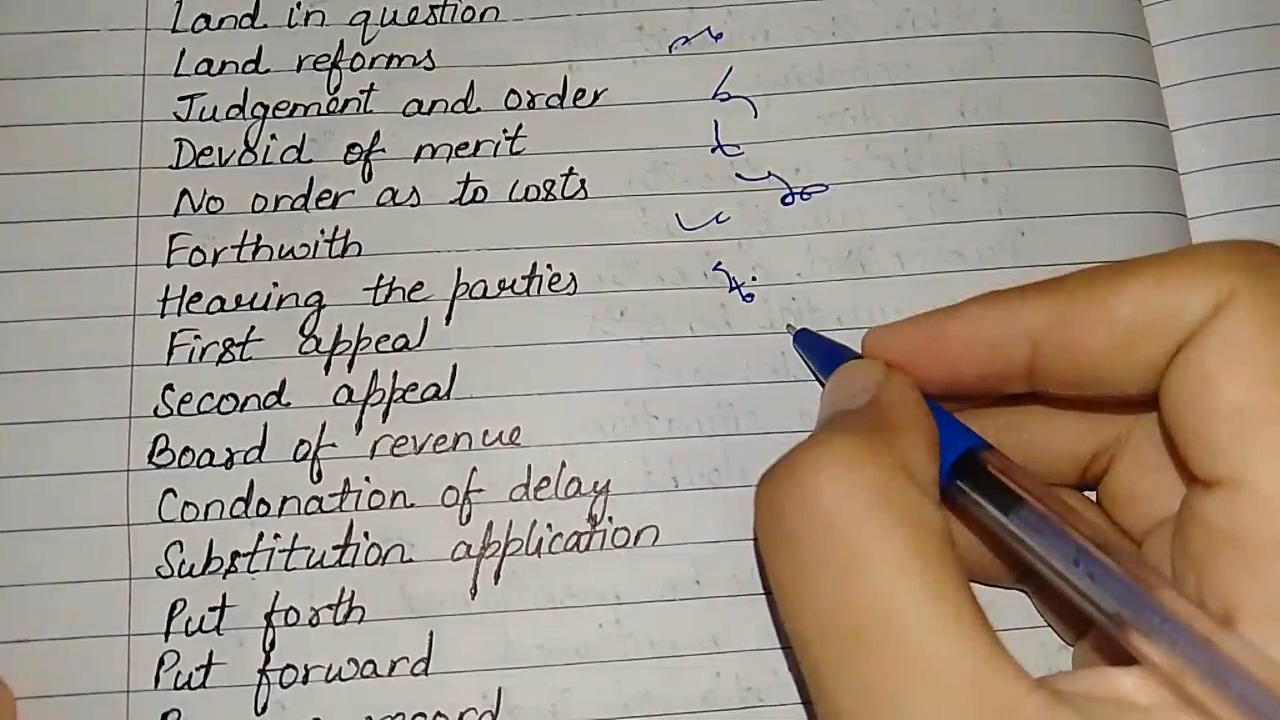 Land in question
Land reforms
Judgement and order
Devoid of merit
No order as to costs
Forthwith
Hearing the parties
First appeal
Second appeal
Board of revenue
Condonation of delay
Substitution application
Put forth
Put forward